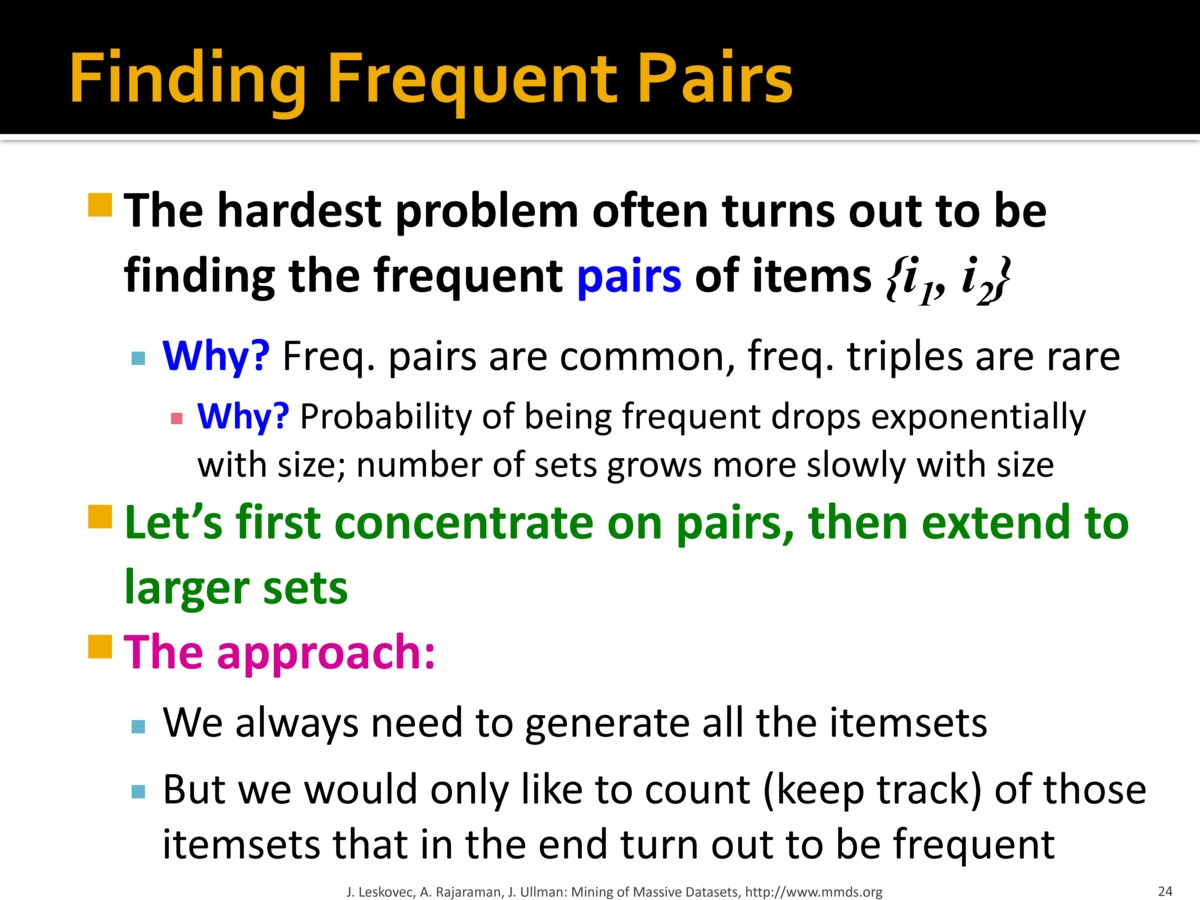 Finding Frequent Pairs
The hardest problem often turns out to be
finding the frequent pairs of items {i1, i2}
Why? Freq. pairs are common, freq. triples are rare
Why? Probability of being frequent drops exponentially
with size; number of sets grows more slowly with size
Let’s first concentrate on pairs, then extend to
larger sets
The approach:
We always need to generate all the itemsets
But we would only like to count (keep track) of those
itemsets that in the end turn out to be frequent
J. Leskovec, A. Rajaraman, J. Ullman: Mining of Massive Datasets, http://www.mmds.org
24